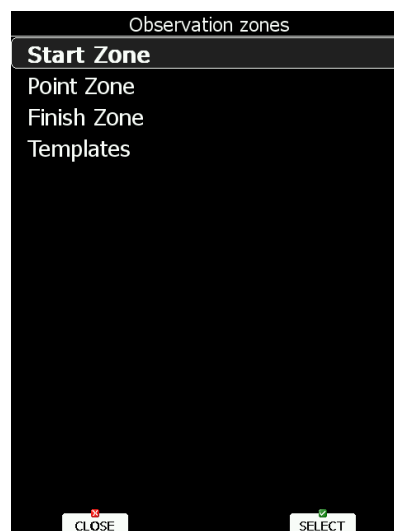 Observation zones
Start Zone
Point Zone
Finish Zone
Templates
CLOSE
SELECT